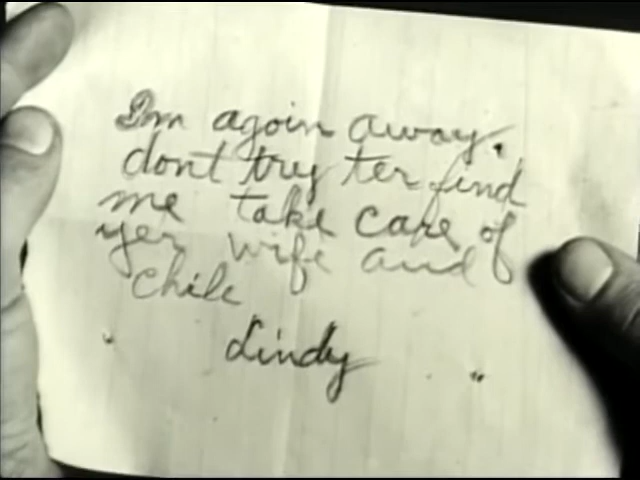 I'm agoin away.
dont try ter find
me take care of
yer wife and
chile
Lindy